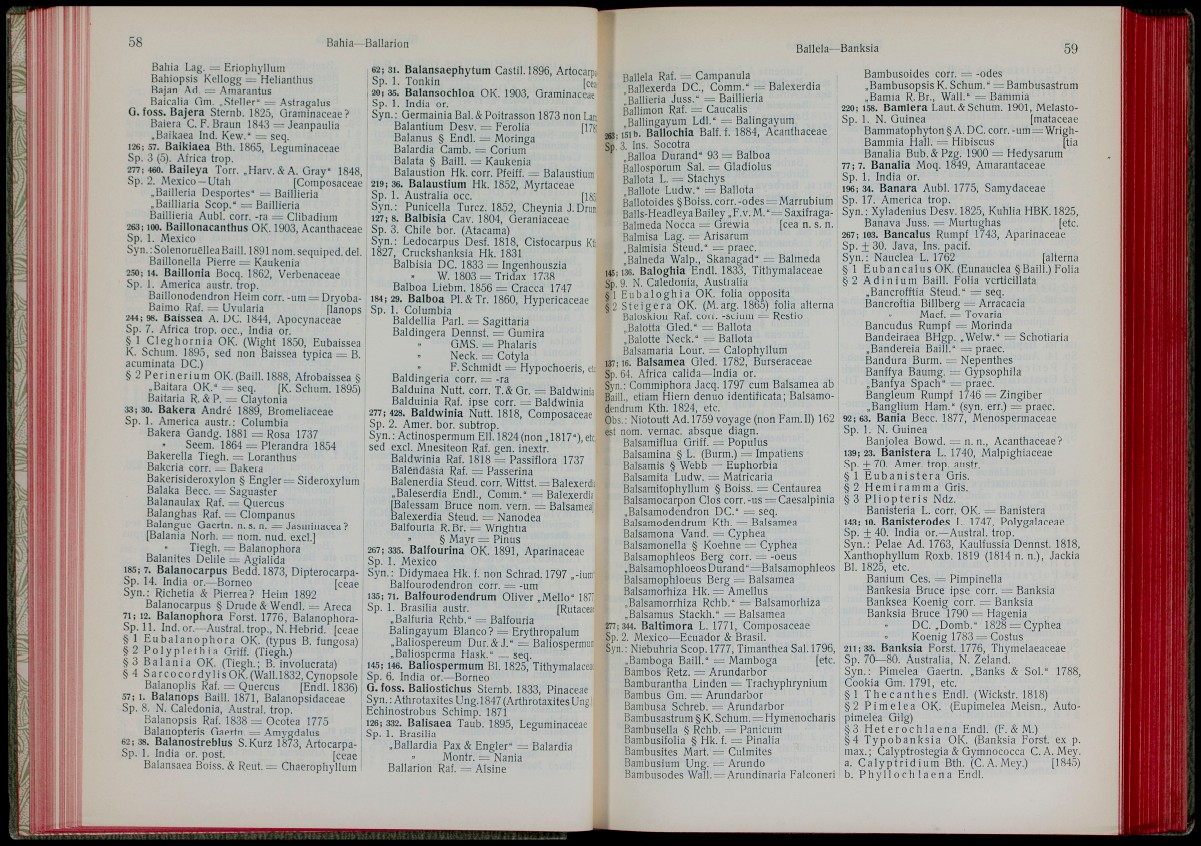 58
Bahia—Ballarion
Bahia Lag. = Eriophyllum
Bahiopsis Kellogg = Helianthus
Bajan Ad. = Amarantus
Baicalia Gm. „Steller“ = Astragalus
G. foss. Bajera Sternb. 1825, Graminaceae?
Baiera C. F. Braun 1843 = Jeanpaulia
„Baikaea Ind. Kew.“ = seq.
126; 57. Baikiaea Bth. 1865, Leguminaceae
Sp. 3 (5). Africa trop.
277; 460. Baileya Torr. „Harv. & A. Gray“ 1848,
Sp. 2. Mexico—Utah [Composaceae
„Bailleria Desportes“ = Baillieria
„Bailliaria Scop.“ = Baillieria
Baillieria Aubl. corr. -ra = Clibadium
263; 100. Baillonacanthus OK. 1903, Acanthaceae
Sp. 1. Mexico
Syn.: Solenoruëllea Baill. 1891 nom. sequiped. del.
Baillonella Pierre = Kaukenia
250; 14. Baillonia Bocq. 1862, Verbenaceae
Sp. 1. America austr. trop.
Baillonodendron Heim corr. -um = Dryoba-
Baimo Raf. = Uvularia [lanops
244; 98. Baissea A. DC. 1844, Apocynaceae
Sp. 7. Africa trop. occ., India or.
§ 1 Cleghornia OK. (Wight 1850, Eubaissea
K. Schum. 1895, sed non Baissea typica = B.
acuminata DC.)
§ 2 Perinerium OK. (Baill. 1888, Afrobaissea §
„Baitara OK.“ = seq. [K. Schum. 1895)
Baitaria R. & P. = Claytonia
33; 30. Bakera André 1889, Bromeliaceae
Sp. 1. America austr.: Columbia
Bakera Gandg. 1881 = Rosa 1737
„ Seem. 1864 = Plerandra 1854
Bakerella Tiegh. = Loranthus
Bakeria corr. = Bakera
Bakerisideroxylon § Engler = Sideroxylum
Balaka Becc. = Saguaster
Balanaulax Raf. = Quercus
Balanghas Raf. = Clompanus
Balangue Gaertn. n. s. n. = Jasminacea?
[Balania Norh. = nom. nud. excl.]
„ Tiegh. = Balanophora
Balanites Delile = Agialida
185; 7. Balanocarpus Bedd. 1873, Dipterocarpa-
Sp. 14. India or.—Borneo [ceae
Syn.: Richetia & Pierrea? Heim 1892
Balanocarpus § Drude & Wendl. = Areca
71; 12. Balanophora Forst. 1776, Balanophora-
Sp. 11. Ind. or.—Austral. trop., N. Hebrid. [ceae
§ 1 Eubalanophora OK. (typus B. fungosa)
§ 2 Polyplethia Griff. (Tiegh.)
§ 3 Balania OK. (Tiegh.; B. involucrata)
§ 4 Sarcocordylis OK. (Wall. 1832, Cynopsole
Balanoplis Raf. = Quercus [Endl. 1836)
57; 1. Balanops Baill. 1871, Balanopsidaceae
Sp. 8. N. Caledonia, Austral. trop.
Balanopsis Raf. 1838 = Ocotea 1775
Balanopteris Gaertn. = Amygdalus
62; 38. Balanostreblus S. Kurz 1873, Artocarpa-
Sp. 1. India or. post. [ceae
Balansaea Boiss. & Reut. = Chaerophyllum
62; 31. Balansaephytum Castil. 1896, Artocarp
Sp. 1. Tonkin [cea
20; 35. Balansochloa OK. 1903, Graminaceae
Sp. 1. India or.
Syn.: Germainia Bal. & Poitrasson 1873 non Lam
Balantium Desv. = Ferolia [178
Balanus § Endl. = Moringa
Balardia Camb. = Corium
Balata § Baill. = Kaukenia
Balaustion Hk. corr. Pfeiff. = Balaustium
219; 36. Balaustium Hk. 1852, Myrtaceae
Sp. 1. Australia occ. [185
Syn.: Punicella Turcz. 1852, Cheynia J. Drum
127; 8. Balbisia Cav. 1804, Geraniaceae
Sp. 3. Chile bor. (Atacama)
Syn.: Ledocarpus Desf. 1818, Cistocarpus Kt
1827, Cruckshanksia Hk. 1831
Balbisia DC. 1833 = Ingenhouszia
„ W. 1803 = Tridax 1738
Balboa Liebm. 1856 = Cracca 1747
184; 29. Balboa Pl. & Tr. 1860, Hypericaceae
Sp. 1. Columbia
Baldellia Parl. = Sagittaria
Baldingera Dennst. = Gumira
„ GMS. = Phalaris
„ Neck. = Cotyla
„ F. Schmidt = Hypochoeris, et
Baldingeria corr. = -ra
Balduina Nutt. corr. T. & Gr. = Baldwinia
Balduinia Raf. ipse corr. = Baldwinia
277; 428. Baldwinia Nutt. 1818, Composaceae
Sp. 2. Amer. bor. subtrop.
Syn.: Actinospermum Ell. 1824 (non „1817“), etc
sed excl. Mnesiteon Raf. gen. inextr.
Baldwinia Raf. 1818 = Passiflora 1737
Balendasia Raf. = Passerina
Balenerdia Steud. corr. Wittst. = Balexerd
„Baleserdia Endl., Comm.“ = Balexerdia
[Balessam Bruce nom. vern. = Balsamea]
Balexerdia Steud. = Nanodea
Balfouria R. Br. = Wrightia
„ § Mayr = Pinus
267; 335. Balfourina OK. 1891, Aparinaceae
Sp. 1. Mexico
Syn.: Didymaea Hk. f. non Schrad. 1797 „-ium
Balfourodendron corr. = -um
135; 71. Balfourodendrum Oliver „Mello“ 187
Sp. 1. Brasilia austr. [Rutacea
„Balfuria Rchb.“ = Balfouria
Balingayum Blanco? = Erythropalum
„Baliospereum Dur. & J.“ = Baliospermum
„Baliosperma Hask.“ = seq.
145; 146. Baliospermum Bl. 1825, Tithymalacea
Sp. 6. India or.—Borneo
G. foss. Baliostichus Sternb. 1833, Pinaceae
Syn.: Athrotaxites Ung. 1847 (Arthrotaxites Ung
Echinostrobus Schimp. 1871
126; 332. Balisaea Taub. 1895, Leguminaceae
Sp. 1. Brasilia
„Ballardia Pax & Engler“ = Balardia
„ Montr. = Nania
Ballarion Raf. = Alsine
Ballela—Banksia
59
Ballela Raf. = Campanula
„Ballexerda DC., Comm.“ = Balexerdia
„Ballieria Juss.“ = Baillieria
Ballimon Raf. = Caucalis
„Ballingayum Ldl.“ = Balingayum
263; 151b. Ballochia Balf. f. 1884, Acanthaceae
Sp. 3. Ins. Socotra
„Balloa Durand“ 93 = Balboa
Ballosporum Sal. = Gladiolus
Ballota L. = Stachys
„Ballote Ludw.“ = Ballota
Ballotoides § Boiss. corr. -odes = Marrubium
Balls-Headleya Bailey „F. v. M.“ = Saxifraga-
Balmeda Nocca = Grewia [cea n. s. n.
Balmisa Lag. = Arisarum
„Balmisia Steud.“ = praec.
„Balneda Walp., Skanagad“ = Balmeda
145; 136. Baloghia Endl. 1833, Tithymalaceae
Sp. 9. N. Caledonia, Australia
§ 1 Eubaloghia OK. folia opposita
§ 2 Steigera OK. (M. arg. 1865) folia alterna
Baloskion Raf. corr. -scium = Restio
„Balotta Gled.“ = Ballota
„Balotte Neck.“ = Ballota
Balsamaria Lour. = Calophyllum
137; 16. Balsamea Gled. 1782, Burseraceae
Sp. 64. Africa calida—India or.
Syn.: Commiphora Jacq. 1797 cum Balsamea ab
Baill., etiam Hiern denuo identificata; Balsamo-
dendrum Kth. 1824, etc.
Obs.: Niotoutt Ad. 1759 voyage (non Fam. II) 162
est nom. vernac. absque diagn.
Balsamiflua Griff. = Populus
Balsamina § L. (Burm.) = Impatiens
Balsamis § Webb = Euphorbia
Balsamita Ludw. = Matricaria
Balsamitophyllum § Boiss. = Centaurea
Balsamocarpon Clos corr. -us = Caesalpinia
„Balsamodendron DC.“ = seq.
Balsamodendrum Kth. = Balsamea
Balsamona Vand. = Cyphea
Balsamonella § Koehne = Cyphea
Balsamophleos Berg corr. = -oeus
„BalsamophloeosDurand“=Balsamophleos
Balsamophloeus Berg = Balsamea
Balsamorhiza Hk. = Amellus
„Balsamorrhiza Rchb.“ = Balsamorhiza
„Balsamus Stackh.“ = Balsamea
277; 344. Baltimora L. 1771, Composaceae
Sp. 2. Mexico—Ecuador & Brasil.
Syn.: Niebuhria Scop. 1777, Timanthea Sal. 1796,
„Bamboga Baill.“ = Mamboga [etc.
Bambos Retz. = Arundarbor
Bamburantha Linden = Trachyphrynium
Bambus Gm. = Arundarbor
Bambusa Schreb. = Arundarbor
Bambusastrum § K. Schum. = Hymenocharis
Bambusella § Rchb. = Panicum
Bambusifolia § Hk. f. = Pinalia
Bambusites Mart. = Culmites
Bambusium Ung. = Arundo
Bambusodes Wall. = Arundinaria Falconeri
Bambusoides corr. = -odes
„Bambusopsis K. Schum.“ = Bambusastrum
„Bamia R. Br., Wall.“ = Bammia
220; 158. Bamlera Laut. & Schum. 1901, Melasto-
Sp. 1. N. Guinea [mataceae
Bammatophyton § A. DC. corr. -um = Wrigh-
Bammia Hall. = Hibiscus [tia
Banalia Bub. & Pzg. 1900 = Hedysarum
77; 7. Banalia Moq. 1849, Amarantaceae
Sp. 1. India or.
196; 34. Banara Aubl. 1775, Samydaceae
Sp. 17. America trop.
Syn.: Xyladenius Desv. 1825, Kuhlia HBK. 1825,
Banava Juss. = Murtughas [etc.
267; 103. Bancalus Rumpf 1743, Aparinaceae
Sp. ± 30. Java, Ins. pacif.
Syn.: Nauclea L. 1762 [alterna
§ 1 Eubancalus OK. (Eunauclea § Baill.) Folia
§ 2 Adinium Baill. Folia verticillata
„Bancrofftia Steud.“ = seq.
Bancroftia Billberg = Arracacia
„ Macf. = Tovaria
Bancudus Rumpf = Morinda
Bandeiraea BHgp. „Welw.“ = Schotiaria
„Bandereia Baill.“ = praec.
Bandura Burm. = Nepenthes
Banffya Baumg. = Gypsophila
„Banfya Spach“ = praec.
Bangleum Rumpf 1746 = Zingiber
„Banglium Ham.“ (syn. err.) = praec.
92; 63. Bania Becc. 1877, Menospermaceae
Sp. 1. N. Guinea
Banjolea Bowd. = n. n., Acanthaceae?
139; 23. Banistera L. 1740, Malpighiaceae
Sp. ± 70. Amer. trop. austr.
§ 1 Eubanistera Gris.
§ 2 Hemiramma Gris.
§ 3 Pliopteris Ndz.
Banisteria L. corr. OK. = Banistera
143; 10. Banisterodes L. 1747, Polygalaceae
Sp. ± 40. India or.—Austral. trop.
Syn.: Pelae Ad. 1763, Kaulfussia Dennst. 1818,
Xanthophyllum Roxb. 1819 (1814 n. n.), Jackia
Bl. 1825, etc.
Banium Ces. = Pimpinella
Bankesia Bruce ipse corr. = Banksia
Banksea Koenig corr. = Banksia
Banksia Bruce 1790 = Hagenia
„ DC. „Domb.“ 1828 = Cyphea
„ Koenig 1783 = Costus
211; 33. Banksia Forst. 1776, Thymelaeaceae
Sp. 70—80. Australia, N. Zeland.
Syn.: Pimelea Gaertn. „Banks & Sol.“ 1788,
Cookia Gm. 1791, etc.
§ 1 Thecanthes Endl. (Wickstr. 1818)
§ 2 Pimelea OK. (Eupimelea Meisn., Auto-
pimelea Gilg)
§ 3 Heterochlaena Endl. (F. & M.)
§ 4 Typobanksia OK. (Banksia Forst. ex p.
max.; Calyptrostegia & Gymnococca C. A. Mey.
a. Calyptridium Bth. (C. A. Mey.) [1845)
b. Phyllochlaena Endl.